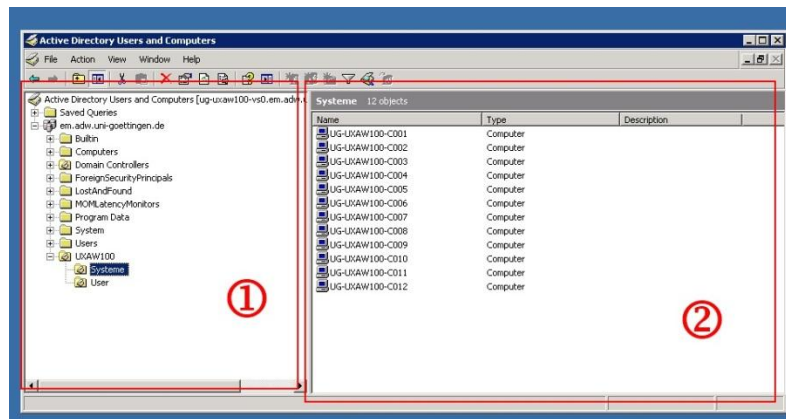 Active Directory Users and Computers
File Action View Window Help
Active Directory Users and Computers [ug-uxaw100-vs0.em.adw.
Saved Queries
em.adw.uni-goettingen.de
Builtin
Computers
Domain Controllers
ForeignSecurityPrincipals
LostAndFound
MOMLatencyMonitors
Program Data
System
Users
UXAW100
Systeme
User
①
Systeme 12 objects
Name Type Description
UG-UXAW100-C001 Computer
UG-UXAW100-C002 Computer
UG-UXAW100-C003 Computer
UG-UXAW100-C004 Computer
UG-UXAW100-C005 Computer
UG-UXAW100-C006 Computer
UG-UXAW100-C007 Computer
UG-UXAW100-C008 Computer
UG-UXAW100-C009 Computer
UG-UXAW100-C010 Computer
UG-UXAW100-C011 Computer
UG-UXAW100-C012 Computer
②